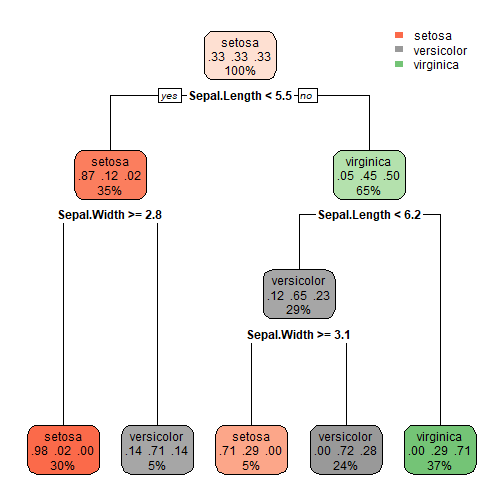 setosa
.33 .33 .33
100%
setosa
versicolor
virginica
yes
Sepal.Length < 5.5
no
setosa
.87 .12 .02
35%
virginica
.05 .45 .50
65%
Sepal.Width >= 2.8
Sepal.Length < 6.2
versicolor
.12 .65 .23
29%
Sepal.Width >= 3.1
setosa
.98 .02 .00
30%
versicolor
.14 .71 .14
5%
setosa
.71 .29 .00
5%
versicolor
.00 .72 .28
24%
virginica
.00 .29 .71
37%